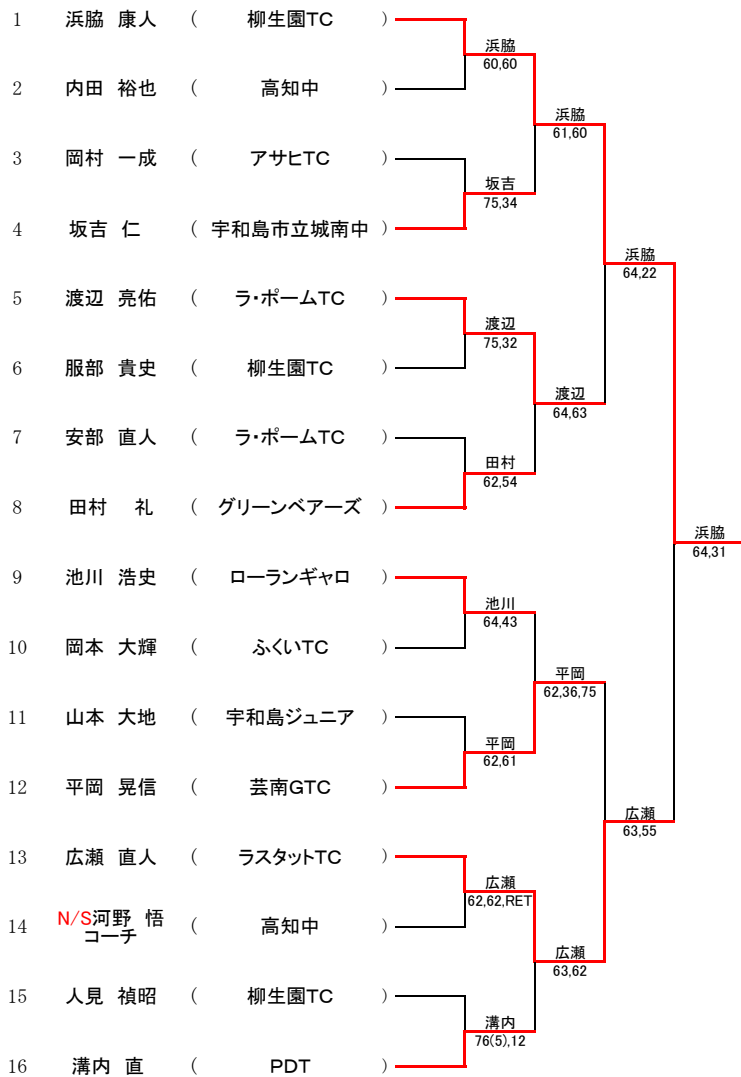 1 浜脇 康人 ( 柳生園TC )
2 内田 裕也 ( 高知中 )
3 岡村 一成 ( アサヒTC )
4 坂吉 仁 ( 宇和島市立城南中 )
5 渡辺 亮佑 ( ラ・ポームTC )
6 服部 貴史 ( 柳生園TC )
7 安部 直人 ( ラ・ポームTC )
8 田村 礼 ( グリーンベアーズ )
9 池川 浩史 ( ローランギャロ )
10 岡本 大輝 ( ふくいTC )
11 山本 大地 ( 宇和島ジュニア )
12 平岡 晃信 ( 芸南GTC )
13 広瀬 直人 ( ラスタットTC )
14 N/S河野 悟 ( 高知中 )
コーチ
15 人見 禎昭 ( 柳生園TC )
16 溝内 直 ( PDT )
浜脇
60,60
坂吉
75,34
渡辺
75,32
田村
62,54
池川
64,43
平岡
62,61
広瀬
62,62,RET
溝内
76(5),12
浜脇
61,60
渡辺
64,63
平岡
62,36,75
広瀬
63,62
浜脇
64,22
広瀬
63,55
浜脇
64,31